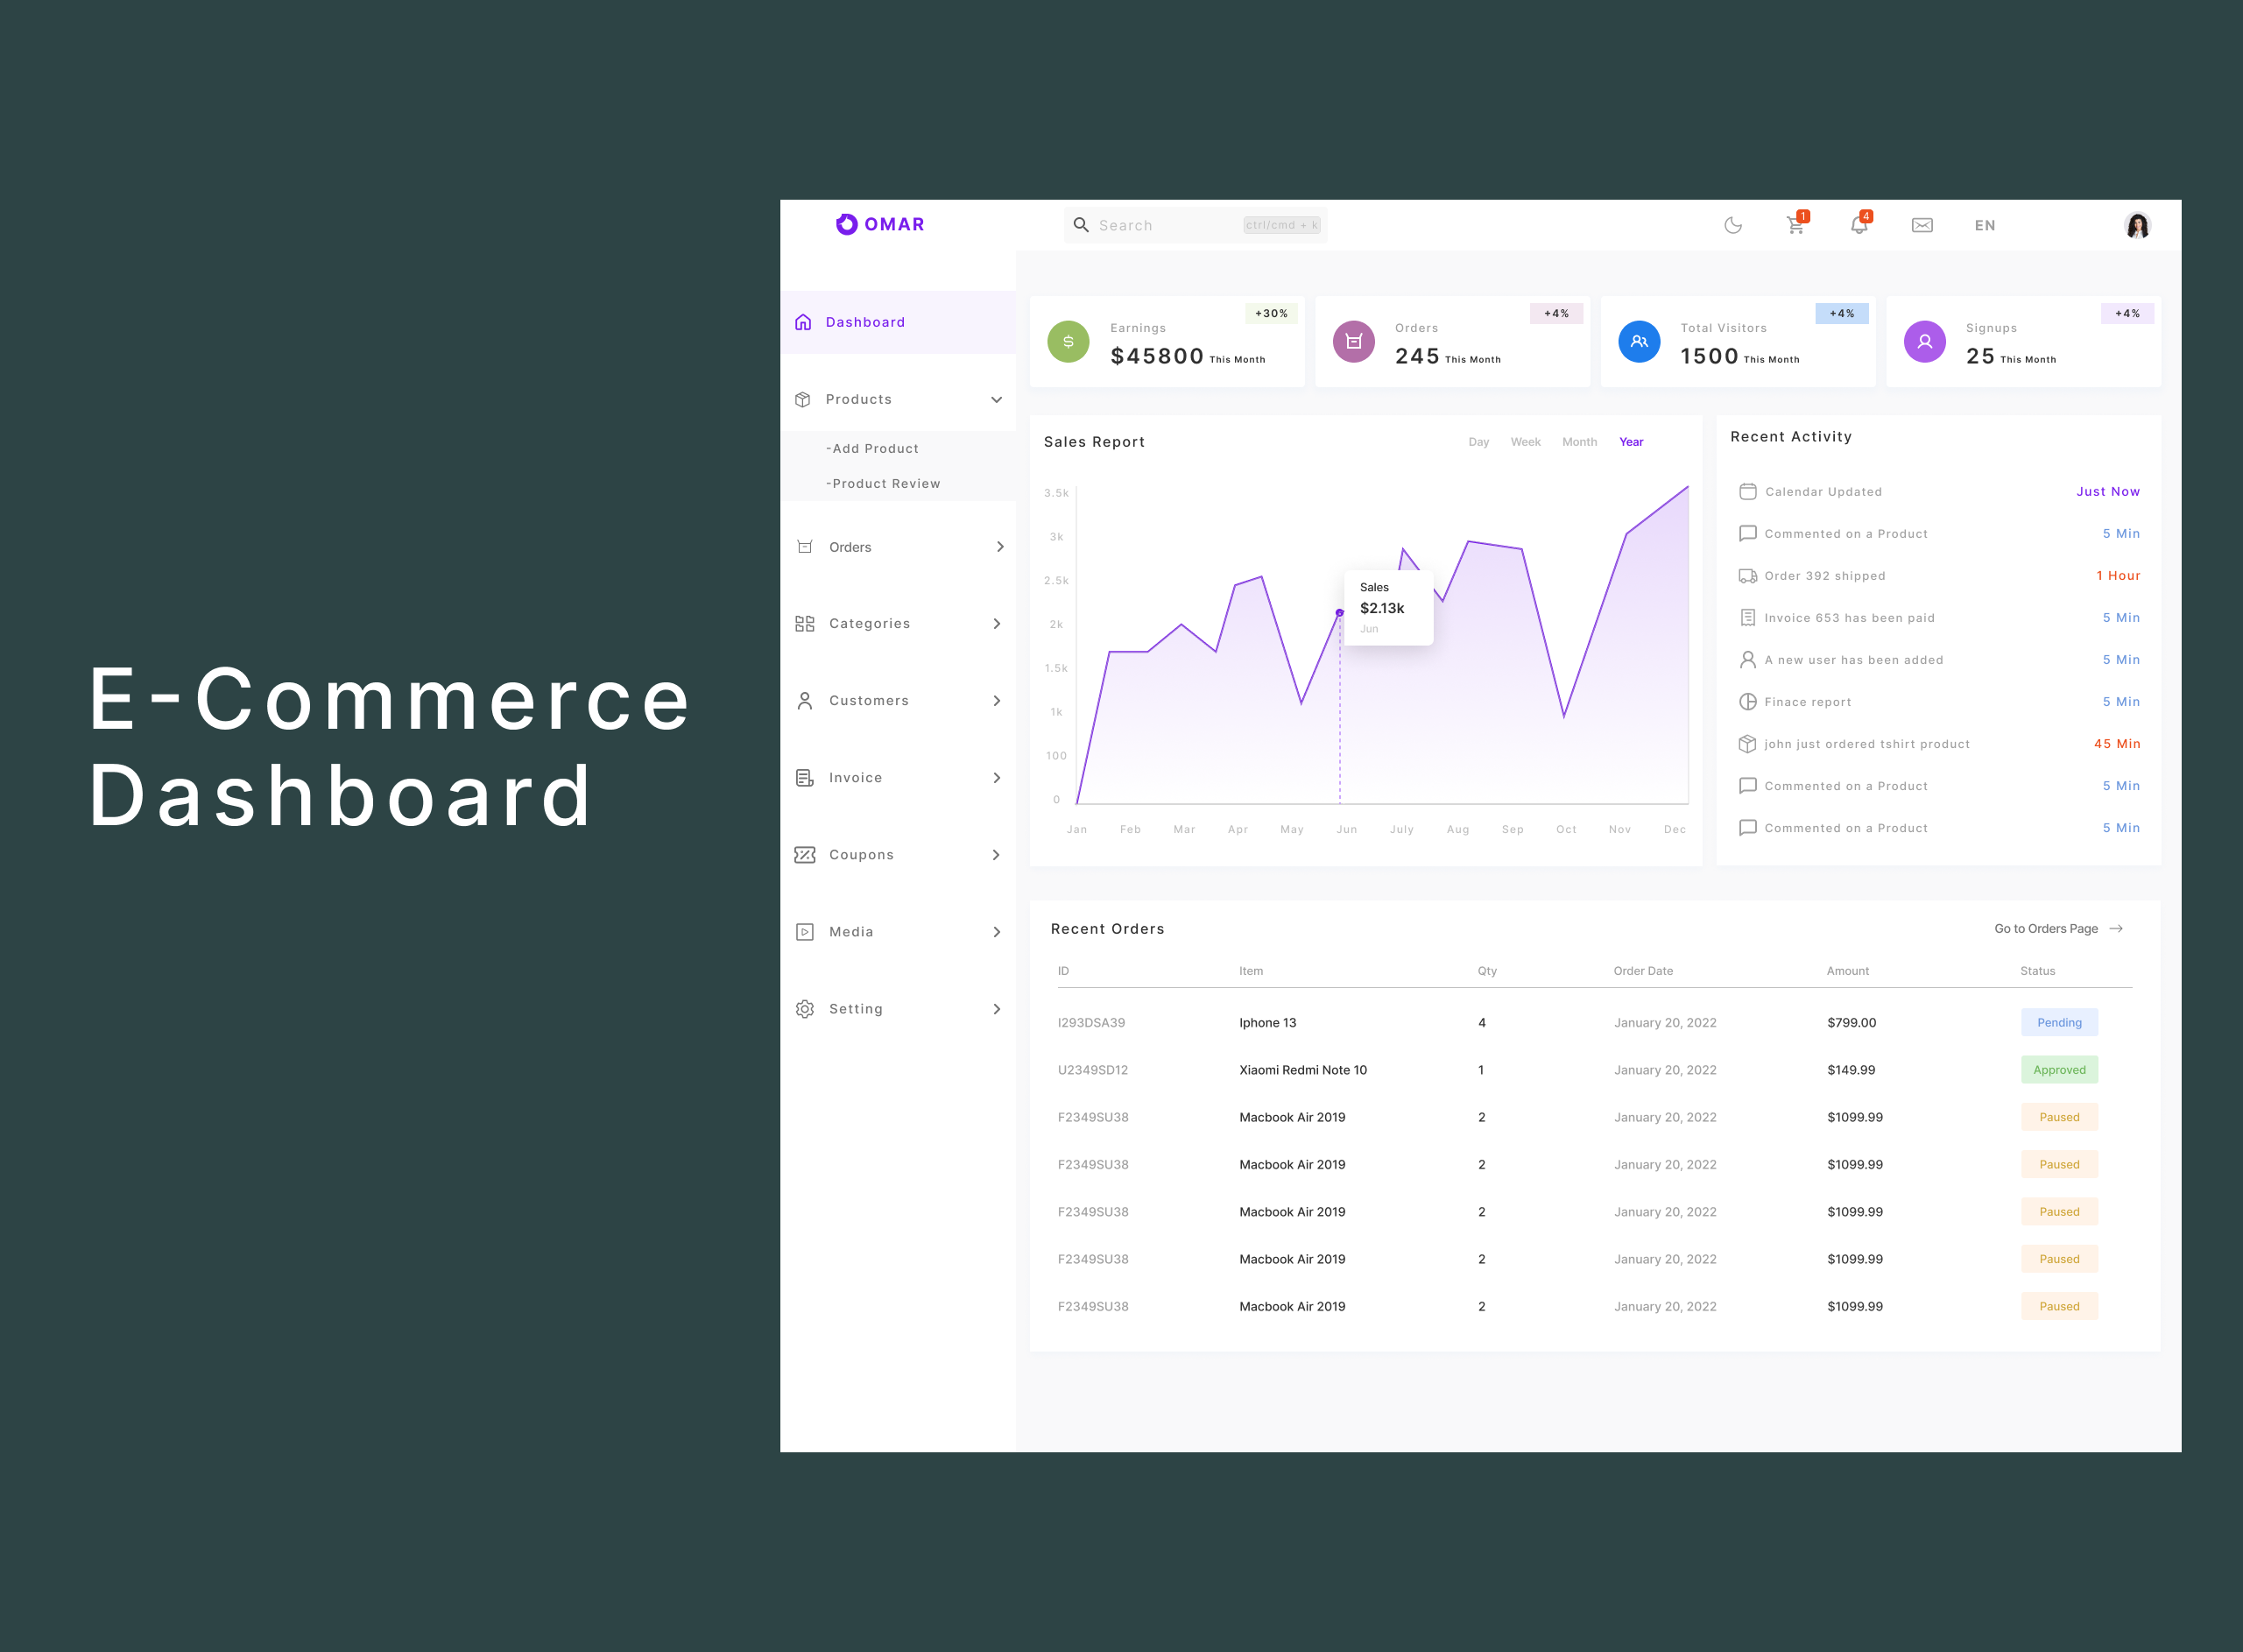 E-Commerce
Dashboard
OMAR
Search ctrl/cmd + k
1
4
EN
Dashboard
Products
-Add Product
-Product Review
Orders
Categories
Customers
Invoice
Coupons
Media
Setting
+30%
Earnings
$45800 This Month
+4%
Orders
245 This Month
+4%
Total Visitors
1500 This Month
+4%
Signups
25 This Month
Sales Report
Day Week Month Year
3.5k
3k
2.5k
2k
1.5k
1k
100
0
Sales
$2.13k
Jun
Jan Feb Mar Apr May Jun July Aug Sep Oct Nov Dec
Recent Activity
Calendar Updated Just Now
Commented on a Product 5 Min
Order 392 shipped 1 Hour
Invoice 653 has been paid 5 Min
A new user has been added 5 Min
Finace report 5 Min
john just ordered tshirt product 45 Min
Commented on a Product 5 Min
Commented on a Product 5 Min
Recent Orders
Go to Orders Page
ID Item Qty Order Date Amount Status
I293DSA39 Iphone 13 4 January 20, 2022 $799.00 Pending
U2349SD12 Xiaomi Redmi Note 10 1 January 20, 2022 $149.99 Approved
F2349SU38 Macbook Air 2019 2 January 20, 2022 $1099.99 Paused
F2349SU38 Macbook Air 2019 2 January 20, 2022 $1099.99 Paused
F2349SU38 Macbook Air 2019 2 January 20, 2022 $1099.99 Paused
F2349SU38 Macbook Air 2019 2 January 20, 2022 $1099.99 Paused
F2349SU38 Macbook Air 2019 2 January 20, 2022 $1099.99 Paused